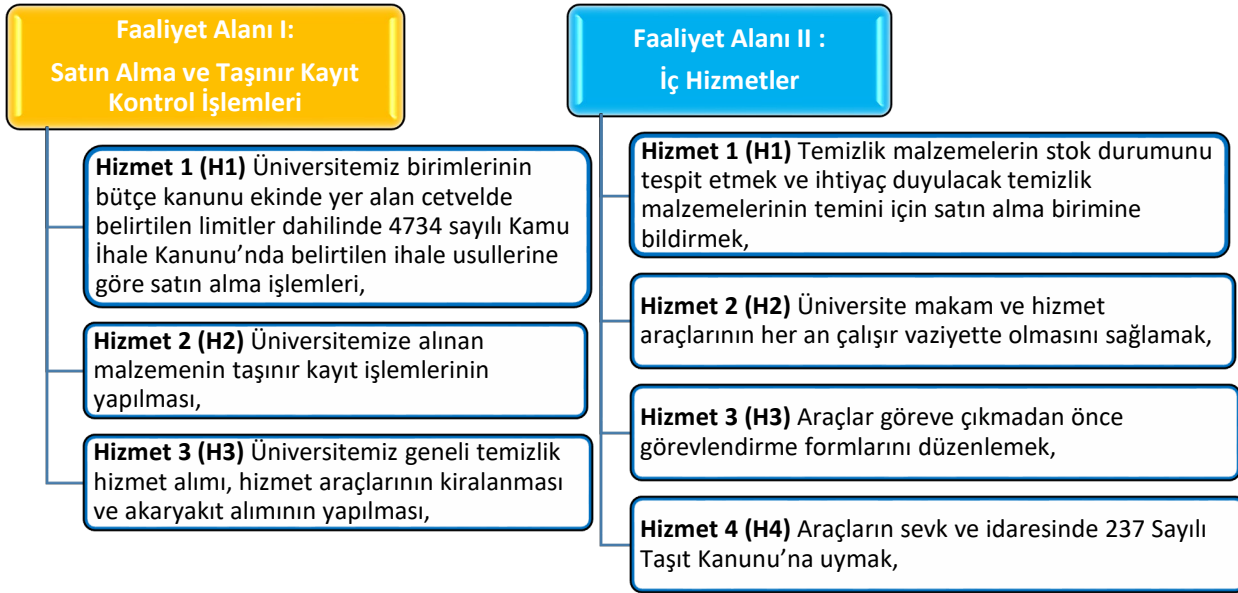 Faaliyet Alanı I:
Satın Alma ve Taşınır Kayıt
Kontrol İşlemleri
Hizmet 1 (H1) Üniversitemiz birimlerinin
bütçe kanunu ekinde yer alan cetvelde
belirtilen limitler dahilinde 4734 sayılı Kamu
İhale Kanunu’nda belirtilen ihale usullerine
göre satın alma işlemleri,
Hizmet 2 (H2) Üniversitemize alınan
malzemenin taşınır kayıt işlemlerinin
yapılması,
Hizmet 3 (H3) Üniversitemiz geneli temizlik
hizmet alımı, hizmet araçlarının kiralanması
ve akaryakıt alımının yapılması,
Faaliyet Alanı II :
İç Hizmetler
Hizmet 1 (H1) Temizlik malzemelerin stok durumunu
tespit etmek ve ihtiyaç duyulacak temizlik
malzemelerinin temini için satın alma birimine
bildirmek,
Hizmet 2 (H2) Üniversite makam ve hizmet
araçlarının her an çalışır vaziyette olmasını sağlamak,
Hizmet 3 (H3) Araçlar göreve çıkmadan önce
görevlendirme formlarını düzenlemek,
Hizmet 4 (H4) Araçların sevk ve idaresinde 237 Sayılı
Taşıt Kanunu’na uymak,